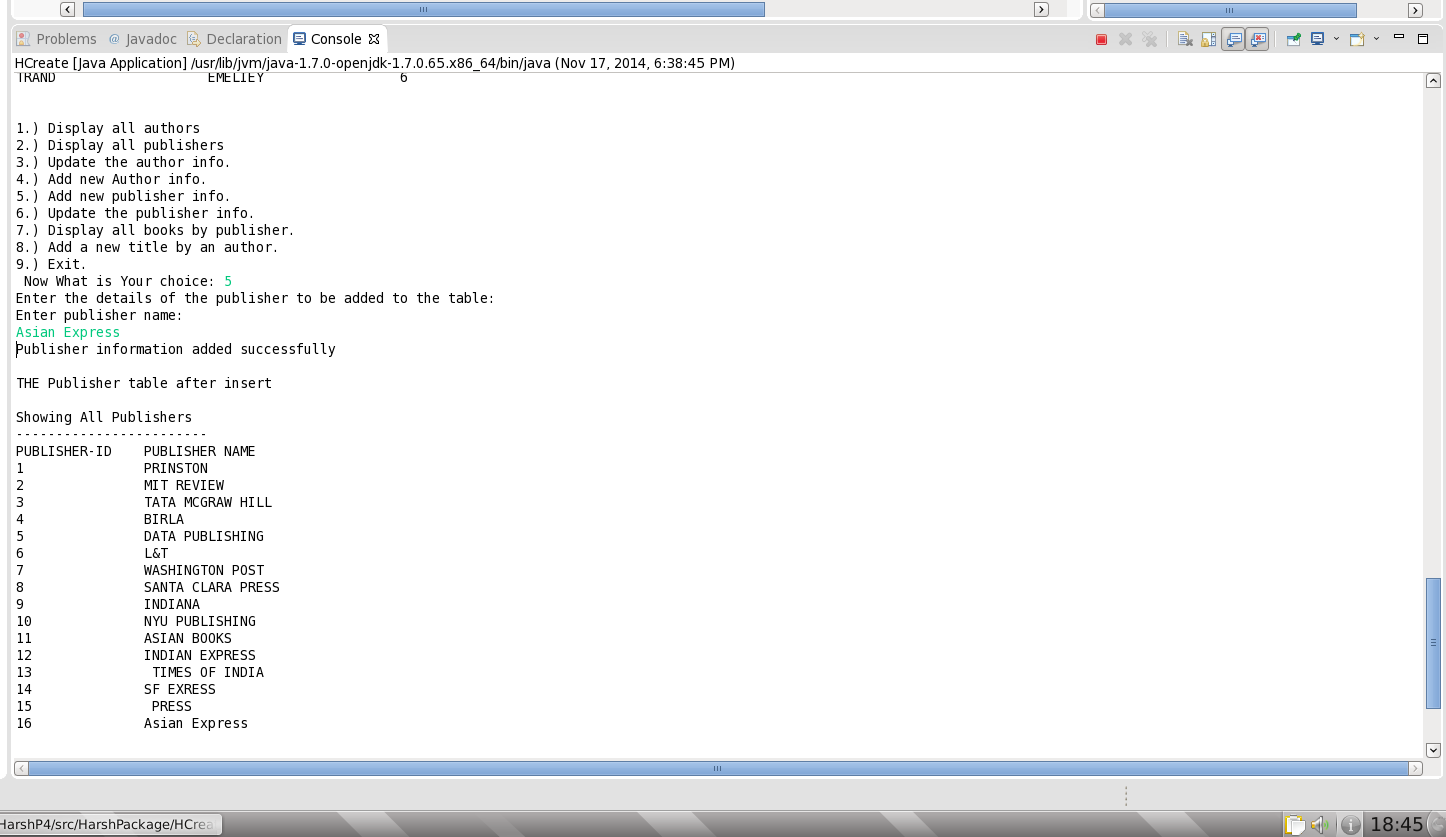 Problems @ Javadoc Declaration Console
HCreate [Java Application] /usr/lib/jvm/java-1.7.0-openjdk-1.7.0.65.x86_64/bin/java (Nov 17, 2014, 6:38:45 PM)
TRAND EMELIEY 6
1.) Display all authors
2.) Display all publishers
3.) Update the author info.
4.) Add new Author info.
5.) Add new publisher info.
6.) Update the publisher info.
7.) Display all books by publisher.
8.) Add a new title by an author.
9.) Exit.
Now What is Your choice: 5
Enter the details of the publisher to be added to the table:
Enter publisher name:
Asian Express
Publisher information added successfully
THE Publisher table after insert
Showing All Publishers
------------------------
PUBLISHER-ID PUBLISHER NAME
1 PRINSTON
2 MIT REVIEW
3 TATA MCGRAW HILL
4 BIRLA
5 DATA PUBLISHING
6 L&T
7 WASHINGTON POST
8 SANTA CLARA PRESS
9 INDIANA
10 NYU PUBLISHING
11 ASIAN BOOKS
12 INDIAN EXPRESS
13 TIMES OF INDIA
14 SF EXRESS
15 PRESS
16 Asian Express
HarshP4/src/HarshPackage/HCrea 18:45